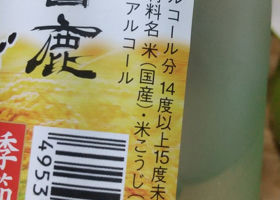 ルコール分 14度以上15度未
材料名 米(国産)・米こうじ(
アルコール
鹿
季節
4953